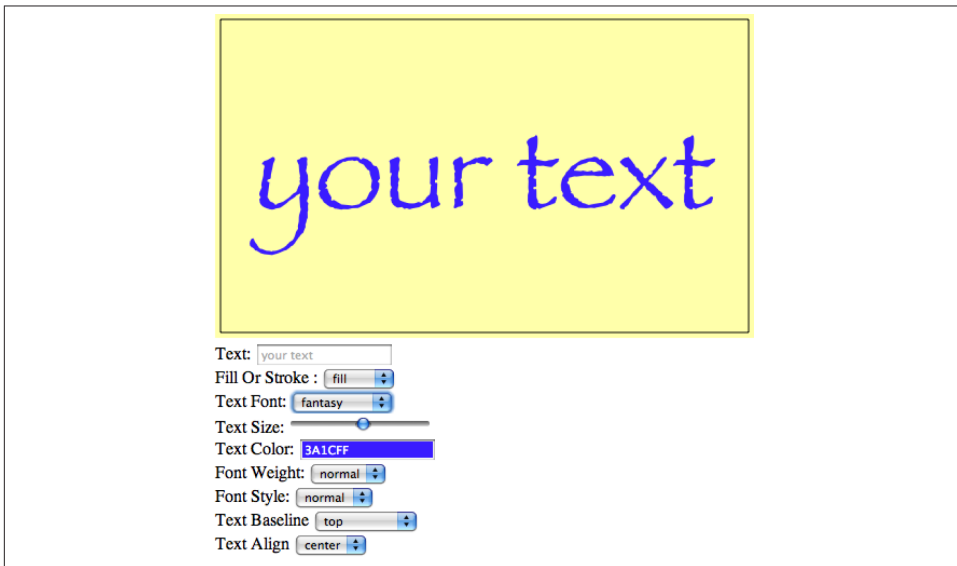 your text
Text: your text
Fill Or Stroke : fill
Text Font: fantasy
Text Size:
Text Color: 3A1CFF
Font Weight: normal
Font Style: normal
Text Baseline top
Text Align center